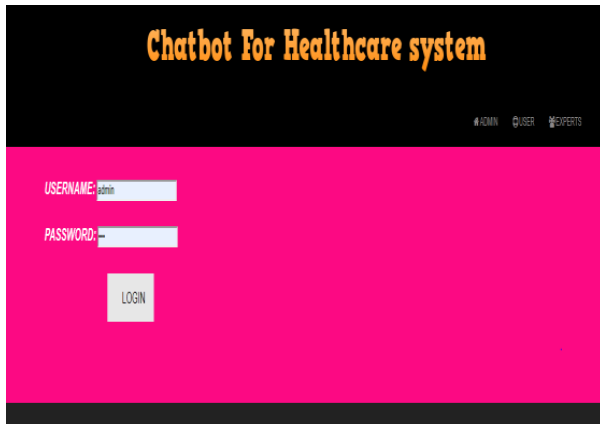 Chatbot For Healthcare system
ADMIN USER EXPERTS
USERNAME: admin
PASSWORD:
LOGIN